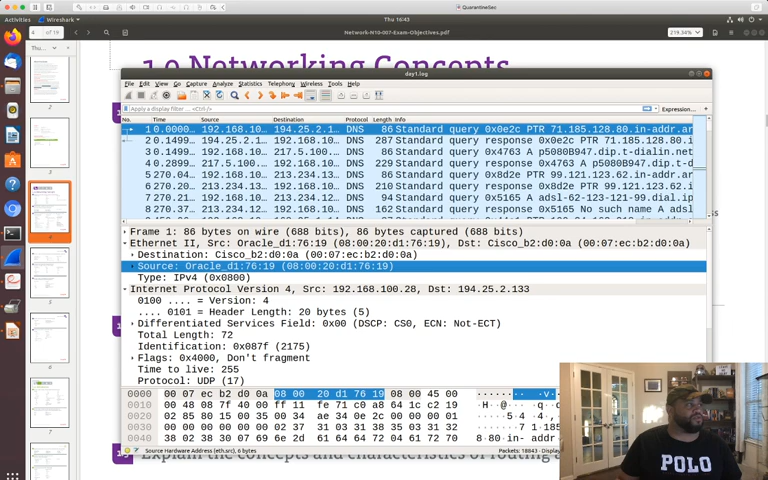 QuarantineSec
Activities Wireshark Thu 16:43
Network-N10-007-Exam-Objectives.pdf
4 of 19 219.34%
Thu...
1.0 Networking Concepts
day1.log
File Edit View Go Capture Analyze Statistics Telephony Wireless Tools Help
Apply a display filter ... <Ctrl-/> Expression...
No. Time Source Destination Protocol Length Info
1 0.0000… 192.168.10… 194.25.2.1… DNS 86 Standard query 0x0e2c PTR 71.185.128.80.in-addr.ar
2 0.1499… 194.25.2.1… 192.168.10… DNS 287 Standard query response 0x0e2c PTR 71.185.128.80.i
3 0.1499… 192.168.10… 217.5.100… DNS 86 Standard query 0x4763 A p5080B947.dip.t-dialin.net
4 0.2899… 217.5.100… 192.168.10… DNS 229 Standard query response 0x4763 A p5080B947.dip.t-d
5 270.04… 192.168.10… 213.23
4.12… DNS 86 Standard query 0x8d2e PTR 99.121.123.62.in-addr.ar
6 270.20… 213.234.12… 192.168.10… DNS 210 Standard query response 0x8d2e PTR 99.121.123.62.i
7 270.21… 192.168.10… 213.234.12… DNS 94 Standard query 0x5165 A adsl-62-123-121-99.dial.ip
8 270.37… 213.234.12… 192.168.10… DNS 162 Standard query response 0x5165 No such name A adsl
Frame 1: 86 bytes on wire (688 bits), 86 bytes captured (688 bits)
Ethernet II, Src: Oracle_d1:76:19 (08:00:20:d1:76:19), Dst: Cisco_b2:d0:0a (00:07:ec:b2:d0:0a)
Destination: Cisco_b2:d0:0a (00:07:ec:b2:d0:0a)
Source: Oracle_d1:76:19 (08:00:20:d1:76:19)
Type: IPv4 (0x0800)
Internet Protocol Version 4, Src: 192.168.100.28, Dst: 194.25.2.133
0100 .... = Version: 4
.... 0101 = Header Length: 20 bytes (5)
Differentiated Services Field: 0x00 (DSCP: CS0, ECN: Not-ECT)
Total Length: 72
Identification: 0x087f (2175)
Flags: 0x4000, Don't fragment
Time to live: 255
Protocol: UDP (17)
0000 00 07 ec b2 d0 0a 08 00 20 d1 76 19 08 00 45 00
0010 00 48 08 7f 40 00 ff 11 fe 71 c0 a8 64 1c c2 19
0020 02 85 80 15 00 35 00 34 ae 34 0e 2c 00 00 01
0030 00 00 00 00 00 00 02 37 31 03 31 38 35 03 31 32
0040 38 02 38 30 07 69 6e 2d 61 64 64 72 04 61 72 70
Source Hardware Address (eth.src), 6 bytes Packets: 18843
Explain the concepts and characteristics of routing a
POLO
2
3
4
5
6
7